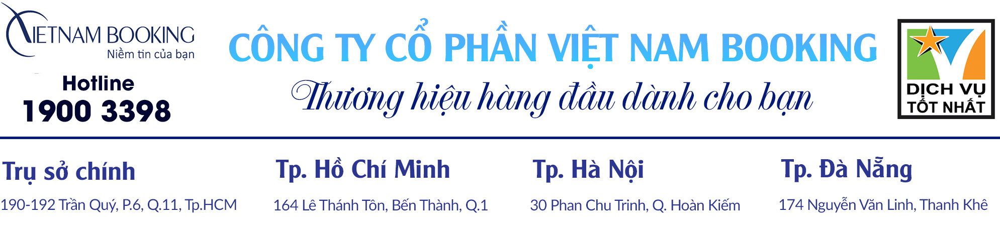 VIETNAM BOOKING
Niềm tin của bạn
Hotline
1900 3398
CÔNG TY CỔ PHẦN VIỆT NAM BOOKING
Thương hiệu hàng đầu dành cho bạn
DỊCH VỤ
TỐT NHẤT
Trụ sở chính
190-192 Trần Quý, P.6, Q.11, Tp.HCM
Tp. Hồ Chí Minh
164 Lê Thánh Tôn, Bến Thành, Q.1
Tp. Hà Nội
30 Phan Chu Trinh, Q. Hoàn Kiếm
Tp. Đà Nẵng
174 Nguyễn Văn Linh, Thanh Khê